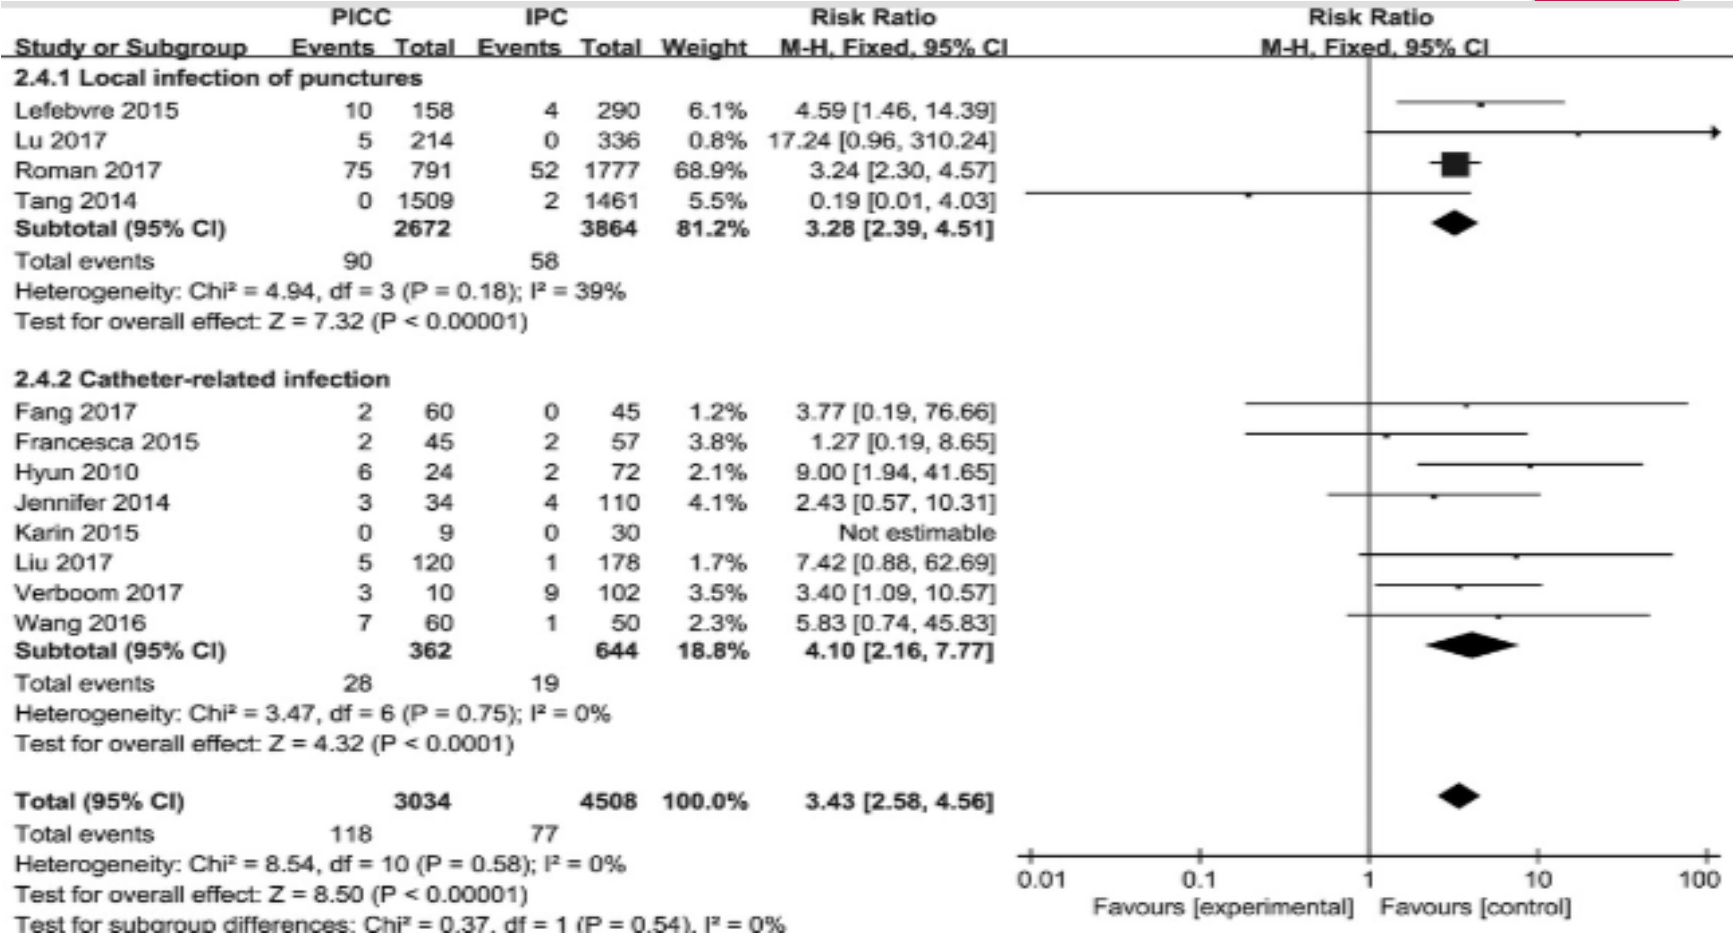 PICC IPC Risk Ratio Risk Ratio
Study or Subgroup Events Total Events Total Weight M-H, Fixed, 95% CI M-H, Fixed, 95% CI
2.4.1 Local infection of punctures
Lefebvre 2015 10 158 4 290 6.1% 4.59 [1.46, 14.39]
Lu 2017 5 214 0 336 0.8% 17.24 [0.96, 310.24]
Roman 2017 75 791 52 1777 68.9% 3.24 [2.30, 4.57]
Tang 2014 0 1509 2 1461 5.5% 0.19 [0.01, 4.03]
Subtotal (95% CI) 2672 3864 81.2% 3.28 [2.39, 4.51]
Total events 90 58
Heterogeneity: Chi² = 4.94, df = 3 (P = 0.18); I² = 39%
Test for overall effect: Z = 7.32 (P < 0.00001)
2.4.2 Catheter-related infection
Fang 2017 2 60 0 45 1.2% 3.77 [0.19, 76.66]
Francesca 2015 2 45 2 57 3.8% 1.27 [0.19, 8.65]
Hyun 2010 6 24 2 72 2.1% 9.00 [1.94, 41.65]
Jennifer 2014 3 34 4 110 4.1% 2.43 [0.57, 10.31]
Karin 2015 0 9 0 30 Not estimable
Liu 2017 5 120 1 178 1.7% 7.42 [0.88, 62.69]
Verboom 2017 3 10 9 102 3.5% 3.40 [1.09, 10.57]
Wang 2016 7 60 1 50 2.3% 5.83 [0.74, 45.83]
Subtotal (95% CI) 362 644 18.8% 4.10 [2.16, 7.77]
Total events 28 19
Heterogeneity: Chi² = 3.47, df = 6 (P = 0.75); I² = 0%
Test for overall effect: Z = 4.32 (P < 0.0001)
Total (95% CI) 3034 4508 100.0% 3.43 [2.58, 4.56]
Total events 118 77
Heterogeneity: Chi² = 8.54, df = 10 (P = 0.58); I² = 0%
Test for overall effect: Z = 8.50 (P < 0.00001)
Test for subgroup differences: Chi² = 0.37, df = 1 (P = 0.54), I² = 0%
0.01 0.1 1 10 100
Favours [experimental] Favours [control]